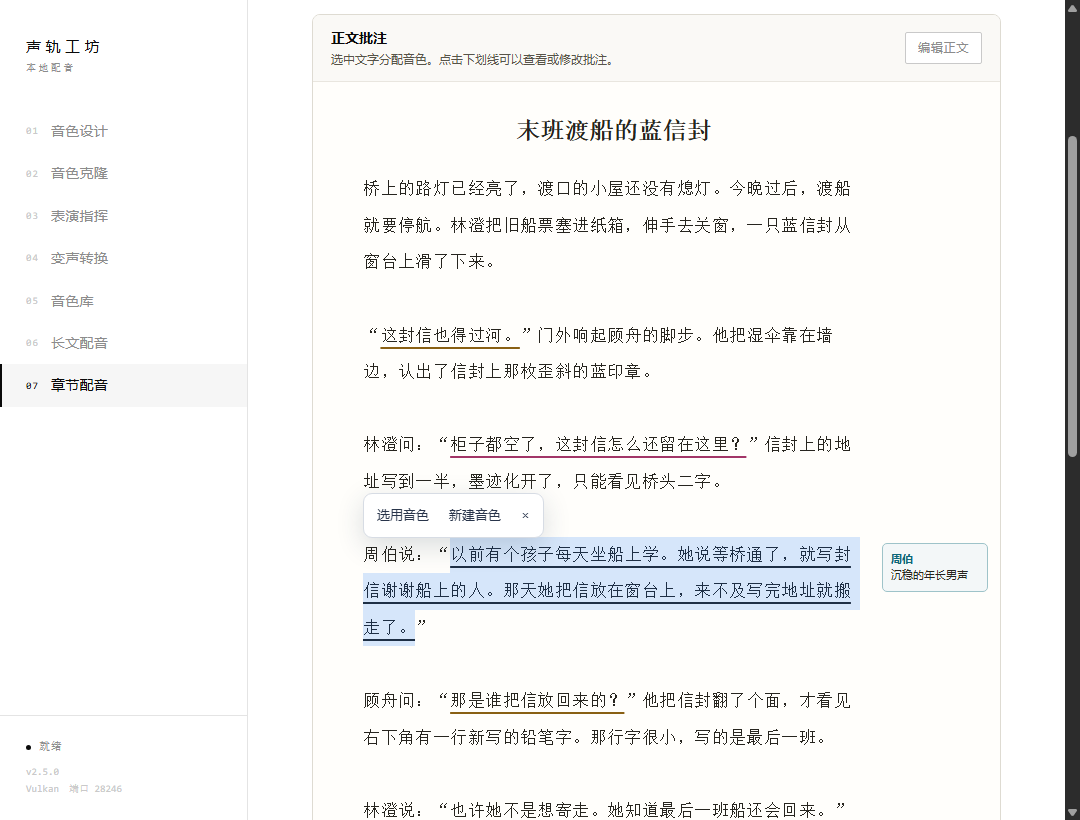 声轨工坊
本地配音
01 音色设计
02 音色克隆
03 表演指挥
04 变声转换
05 音色库
06 长文配音
07 章节配音
就绪
v2.5.0
Vulkan 端口 28246
正文批注
选中文字分配音色。点击下划线可以查看或修改批注。
编辑正文
末班渡船的蓝信封
桥上的路灯已经亮了，渡口的小屋还没有熄灯。今晚过后，渡船
就要停航。林澄把旧船票塞进纸箱，伸手去关窗，一只蓝信封从
窗台上滑了下来。
“这封信也得过河。”门外响起顾舟的脚步。他把湿伞靠在墙
边，认出了信封上那枚歪斜的蓝印章。
林澄问：“柜子都空了，这封信怎么还留在这里？”信封上的地
址写到一半，墨迹化开了，只能看见桥头二字。
选用音色 新建音色 ×
周伯说：“以前有个孩子每天坐船上学。她说等桥通了，就写封
信谢谢船上的人。那天她把信放在窗台上，来不及写完地址就搬
走了。”
周伯
沉稳的年长男声
顾舟问：“那是谁把信放回来的？”他把信封翻了个面，才看见
右下角有一行新写的铅笔字。那行字很小，写的是最后一班。
林澄说：“也许她不是想寄走。她知道最后一班船还会回来。”